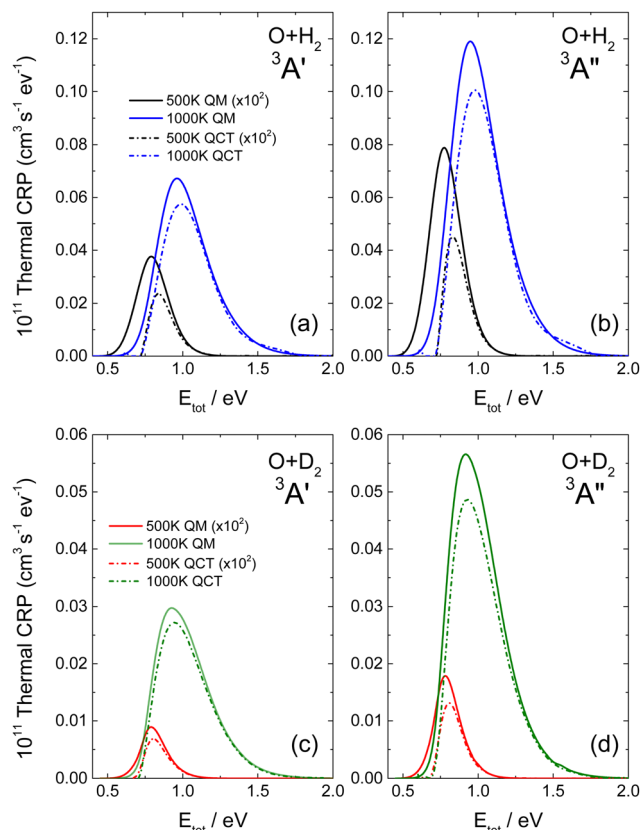 O+H₂
³A'
500K QM (x10²)
1000K QM
500K QCT (x10²)
1000K QCT
(a)
0.12
0.10
0.08
0.06
0.04
0.02
0.00
10¹¹ Thermal CRP (cm³ s⁻¹ ev⁻¹)
0.5 1.0 1.5 2.0
E_tot / eV
O+H₂
³A"
(b)
0.5 1.0 1.5 2.0
E_tot / eV
O+D₂
³A'
500K QM (x10²)
1000K QM
500K QCT (x10²)
1000K QCT
(c)
0.06
0.05
0.04
0.03
0.02
0.01
0.00
10¹¹ Thermal CRP (cm³ s⁻¹ ev⁻¹)
0.5 1.0 1.5 2.0
E_tot / eV
O+D₂
³A"
(d)
0.5 1.0 1.5 2.0
E_tot / eV